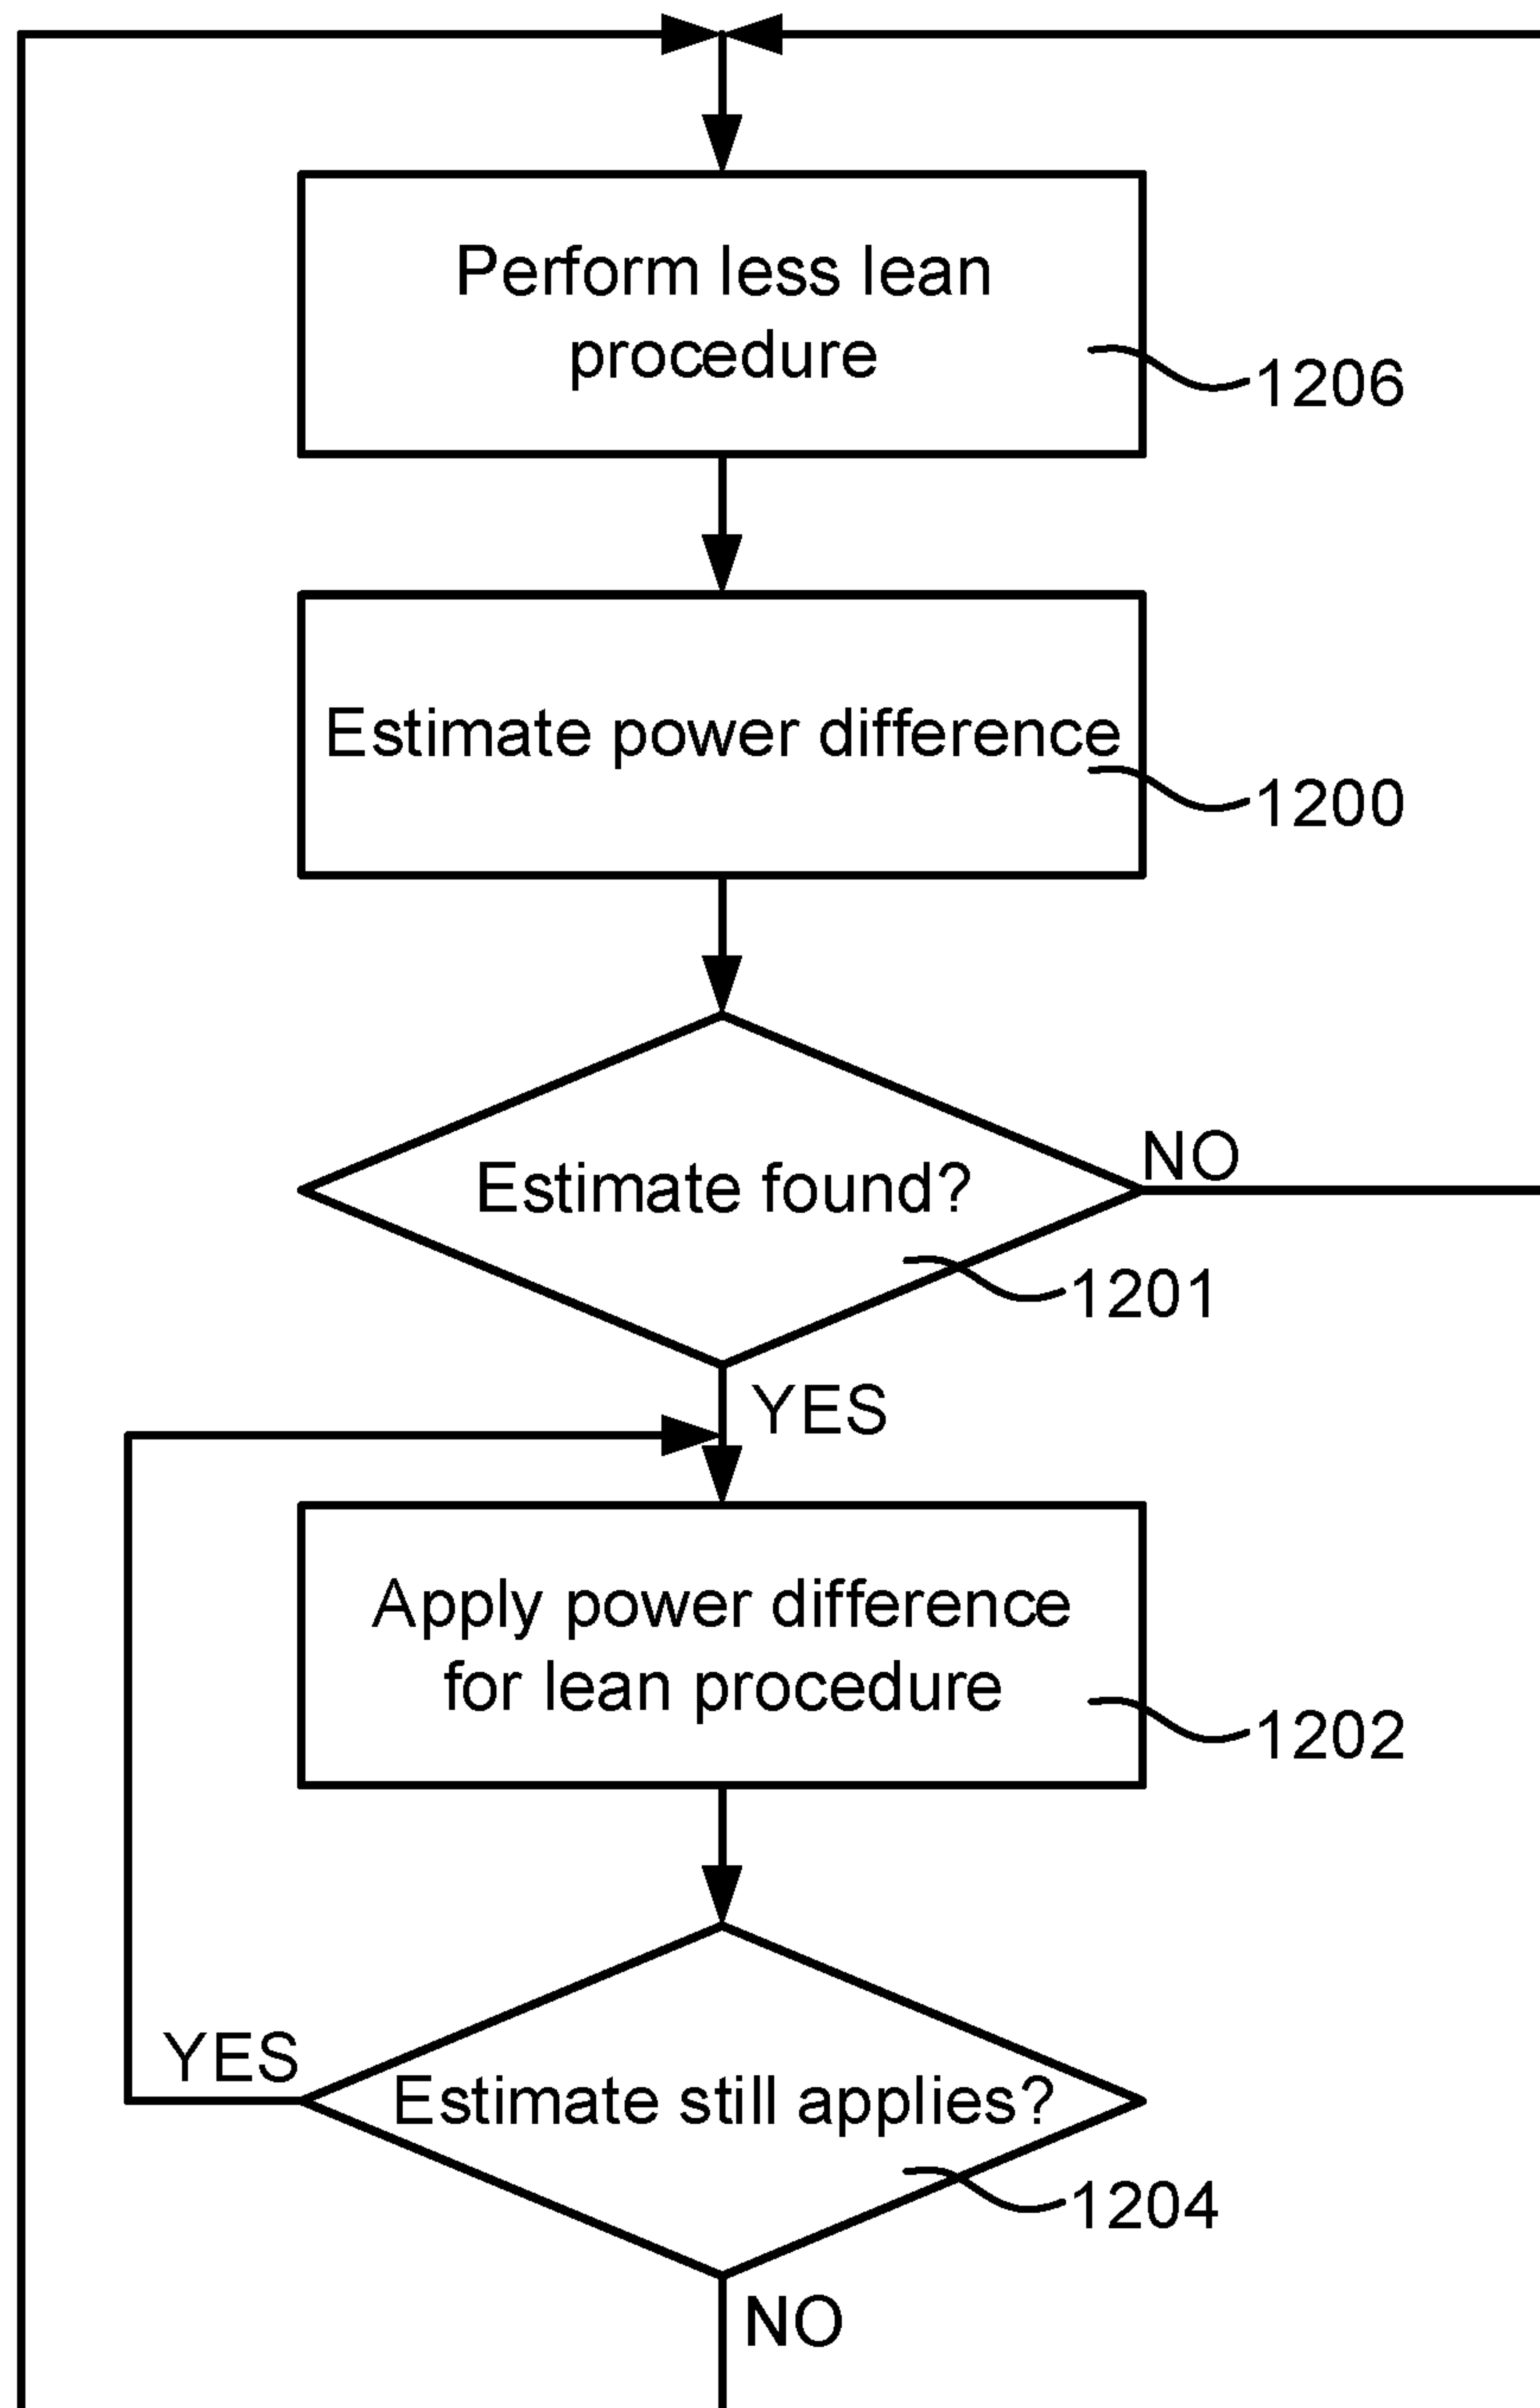 Perform less lean
procedure
1206
Estimate power difference
1200
Estimate found?
NO
1201
YES
Apply power difference
for lean procedure
1202
YES
Estimate still applies?
1204
NO